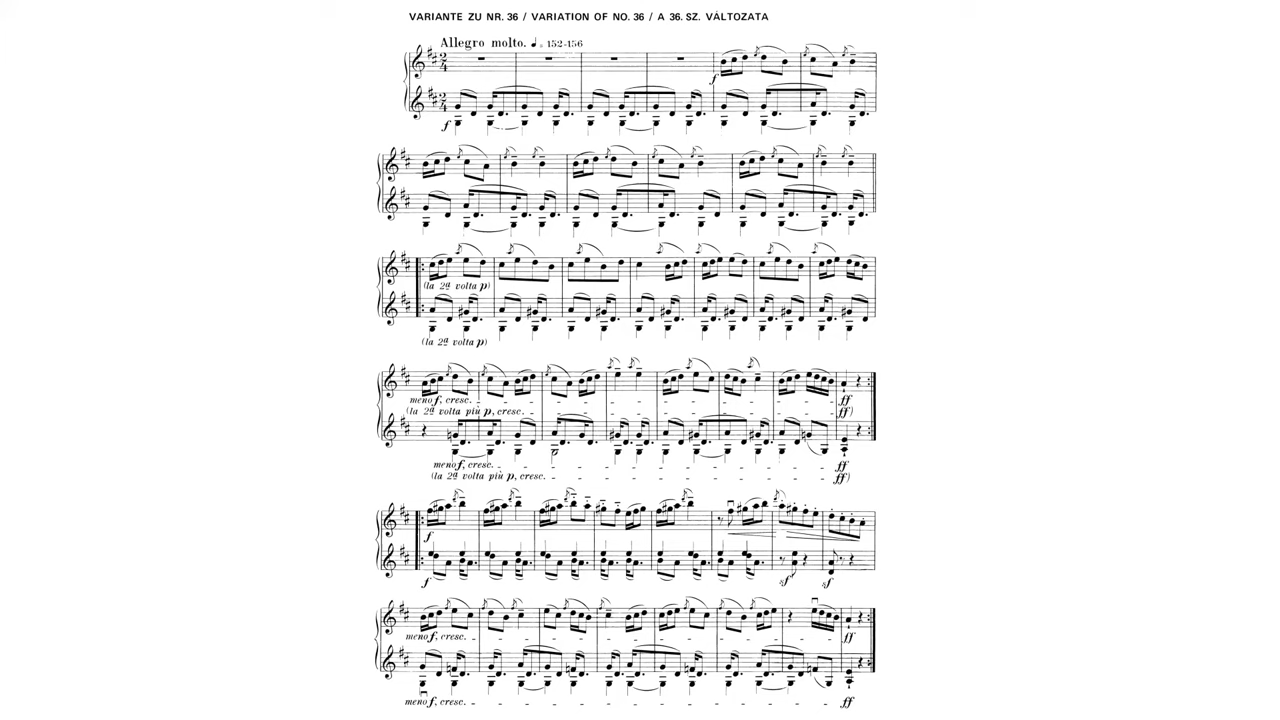 VARIANTE ZU NR. 36 / VARIATION OF NO. 36 / A 36. SZ. VÁLTOZATA
Allegro molto. ♩= 152-156
f
f
(la 2ª volta p)
(la 2ª volta p)
meno f, cresc. ff
(la 2ª volta più p, cresc. ff)
meno f, cresc. ff
(la 2ª volta più p, cresc. ff)
f
f sf sf
meno f, cresc. ff
meno f, cresc. ff